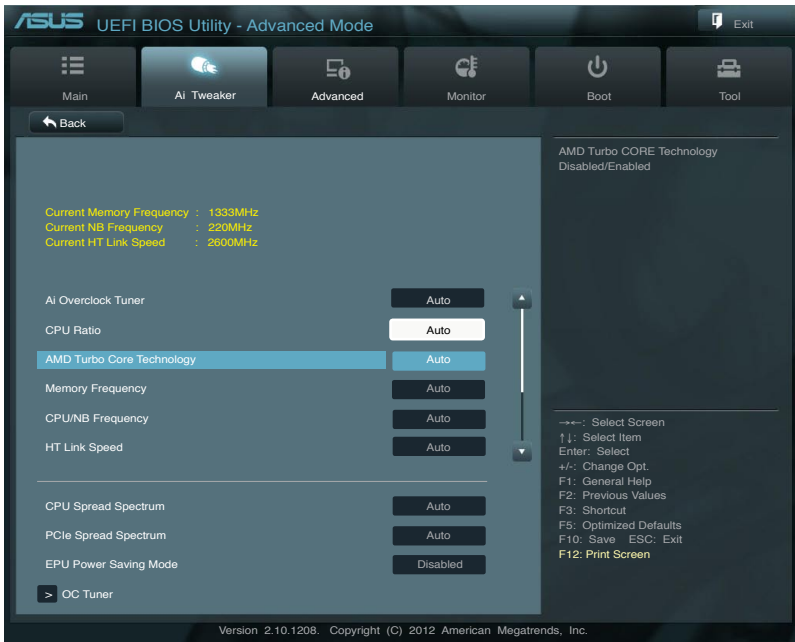 ASUS UEFI BIOS Utility - Advanced Mode
Exit
Main
Ai Tweaker
Advanced
Monitor
Boot
Tool
Back
AMD Turbo CORE Technology
Disabled/Enabled
Current Memory Frequency : 1333MHz
Current NB Frequency : 220MHz
Current HT Link Speed : 2600MHz
Ai Overclock Tuner Auto
CPU Ratio Auto
AMD Turbo Core Technology Auto
Memory Frequency Auto
CPU/NB Frequency Auto
HT Link Speed Auto
CPU Spread Spectrum Auto
PCIe Spread Spectrum Auto
EPU Power Saving Mode Disabled
> OC Tuner
→←: Select Screen
↑↓: Select Item
Enter: Select
+/-: Change Opt.
F1: General Help
F2: Previous Values
F3: Shortcut
F5: Optimized Defaults
F10: Save ESC: Exit
F12: Print Screen
Version 2.10.1208. Copyright (C) 2012 American Megatrends, Inc.